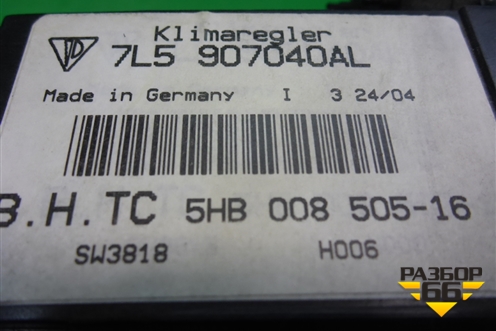 Klimaregler
7L5 907040AL
Made in Germany I 3 24/04
B.H.TC 5HB 008 505-16
SW3818 H006
РАЗБОР
66